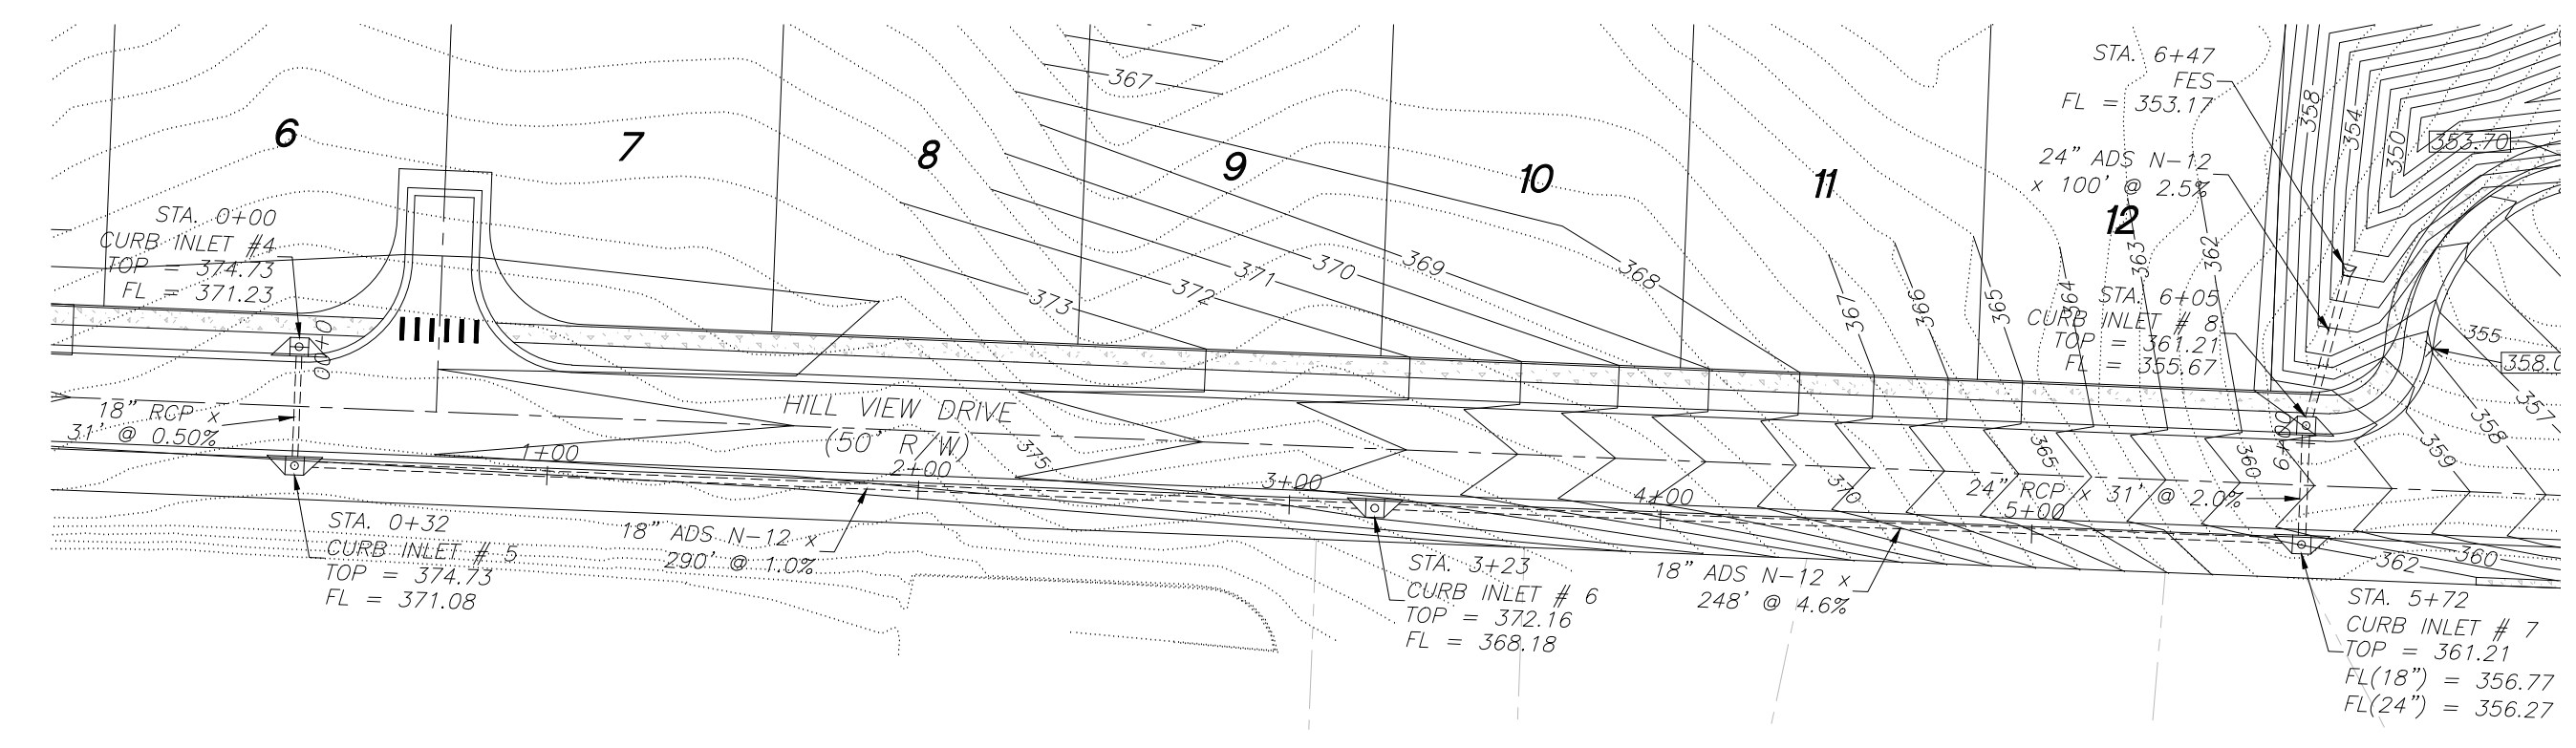 STA. 6+47
FES
FL = 353.17
24" ADS N-12
x 100' @ 2.5%
367
358
354
350
353.70
6
7
8
9
10
11
12
STA. 0+00
CURB INLET #4
TOP = 374.73
FL = 371.23
0+00
373
372
371
370
369
368
367
366
365
364
363
362
STA. 6+05
CURB INLET # 8
TOP = 361.21
FL = 355.67
355
358.0
357
358
359
360
18" RCP x
31' @ 0.50%
HILL VIEW DRIVE
(50' R/W)
375
370
365
1+00
2+00
3+00
4+00
5+00
6+00
24" RCP x 31' @ 2.0%
STA. 0+32
CURB INLET # 5
TOP = 374.73
FL = 371.08
18" ADS N-12 x
290' @ 1.0%
STA. 3+23
CURB INLET # 6
TOP = 372.16
FL = 368.18
18" ADS N-12 x
248' @ 4.6%
362
360
STA. 5+72
CURB INLET # 7
TOP = 361.21
FL(18") = 356.77
FL(24") = 356.27